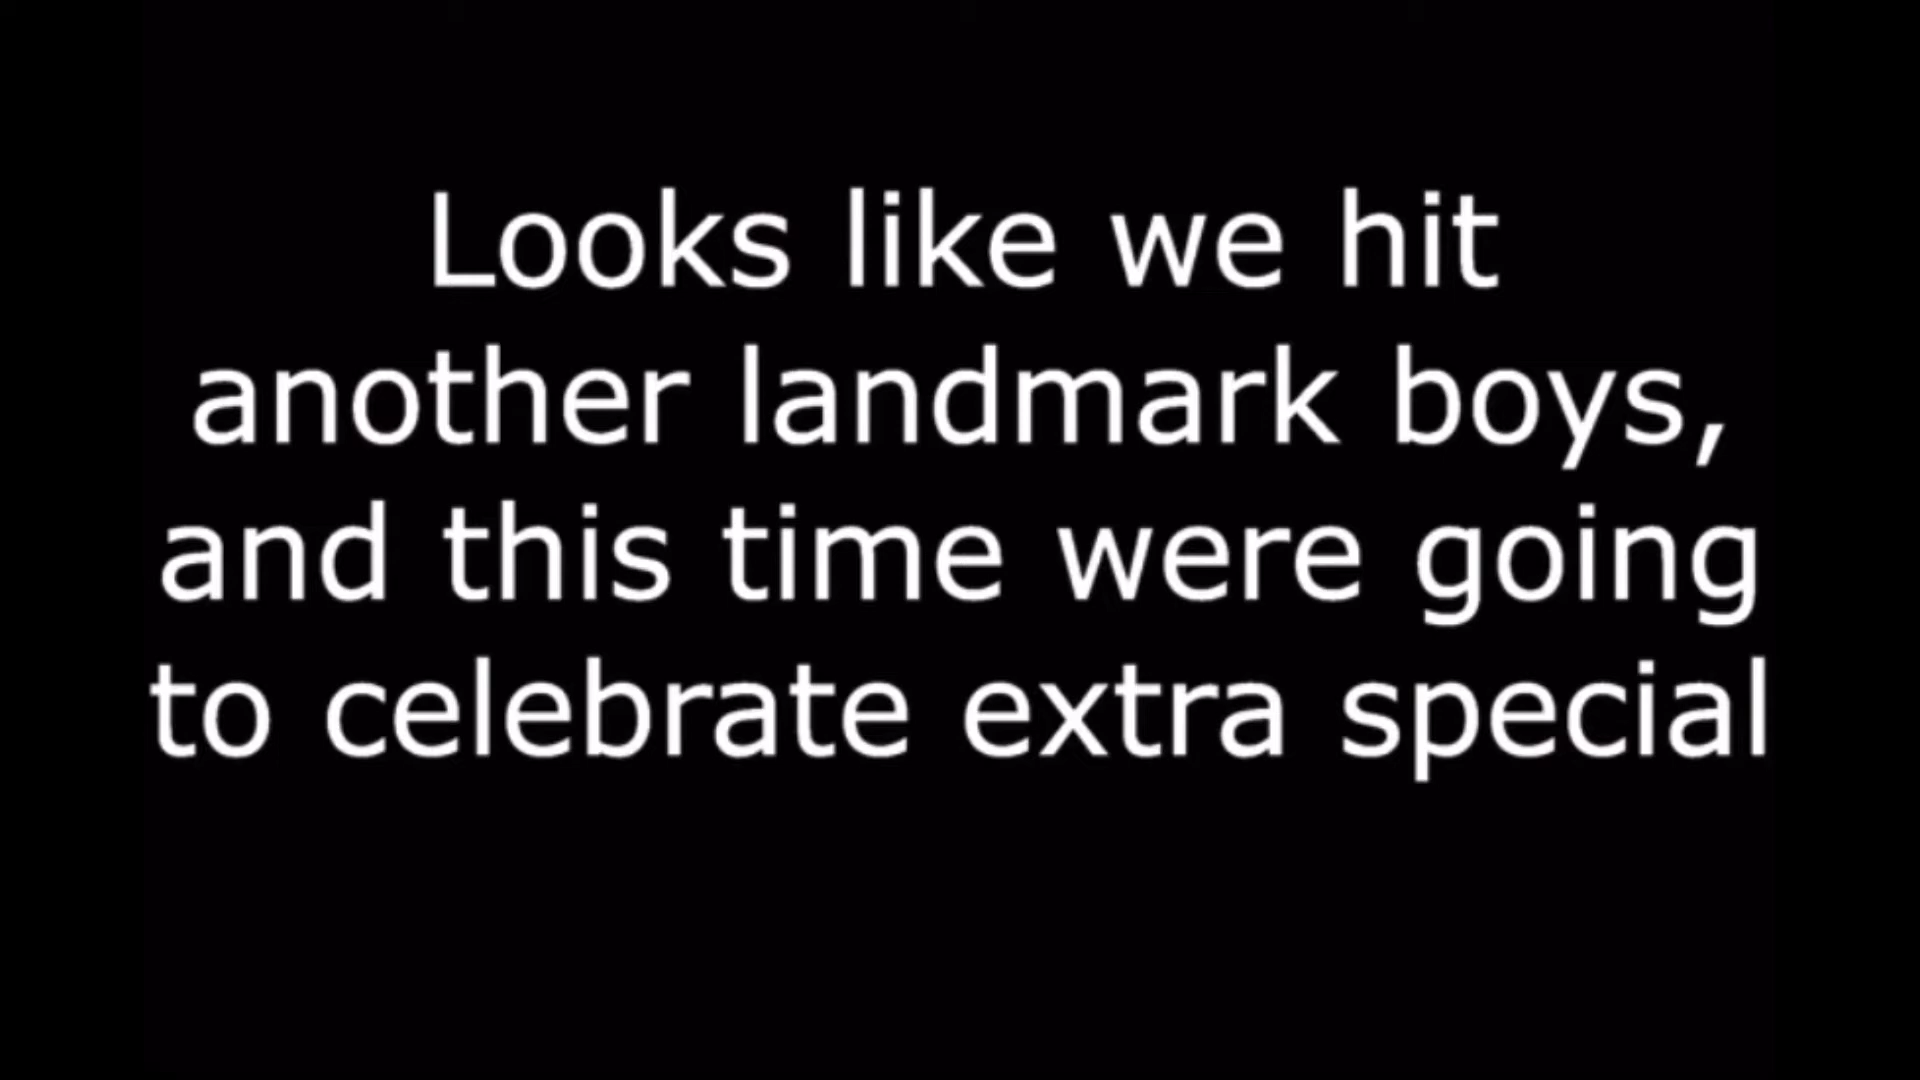 Looks like we hit
another landmark boys,
and this time were going
to celebrate extra special